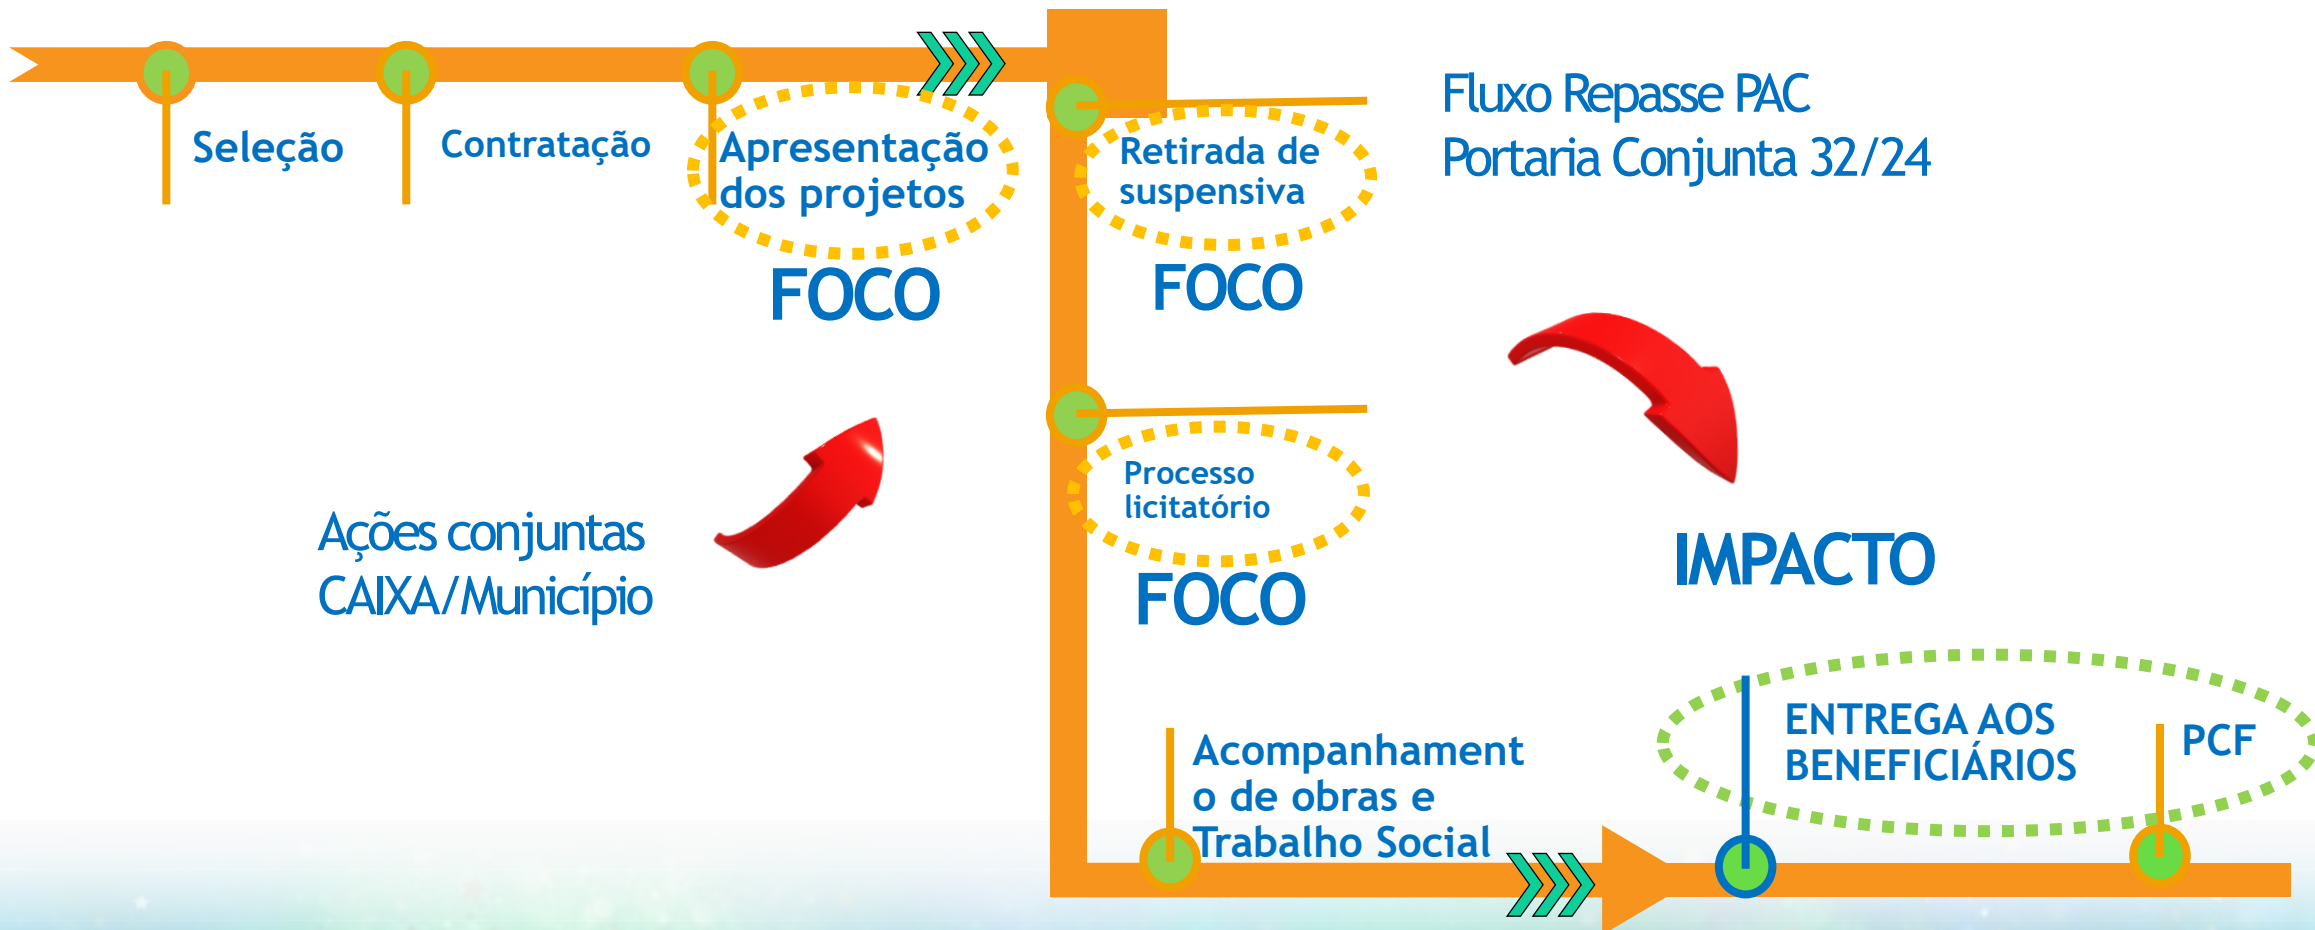 Seleção
Contratação
Apresentação
dos projetos
FOCO
Retirada de
suspensiva
FOCO
Fluxo Repasse PAC
Portaria Conjunta 32/24
Processo
licitatório
FOCO
Ações conjuntas
CAIXA/Município
IMPACTO
Acompanhament
o de obras e
Trabalho Social
ENTREGA AOS
BENEFICIÁRIOS
PCF